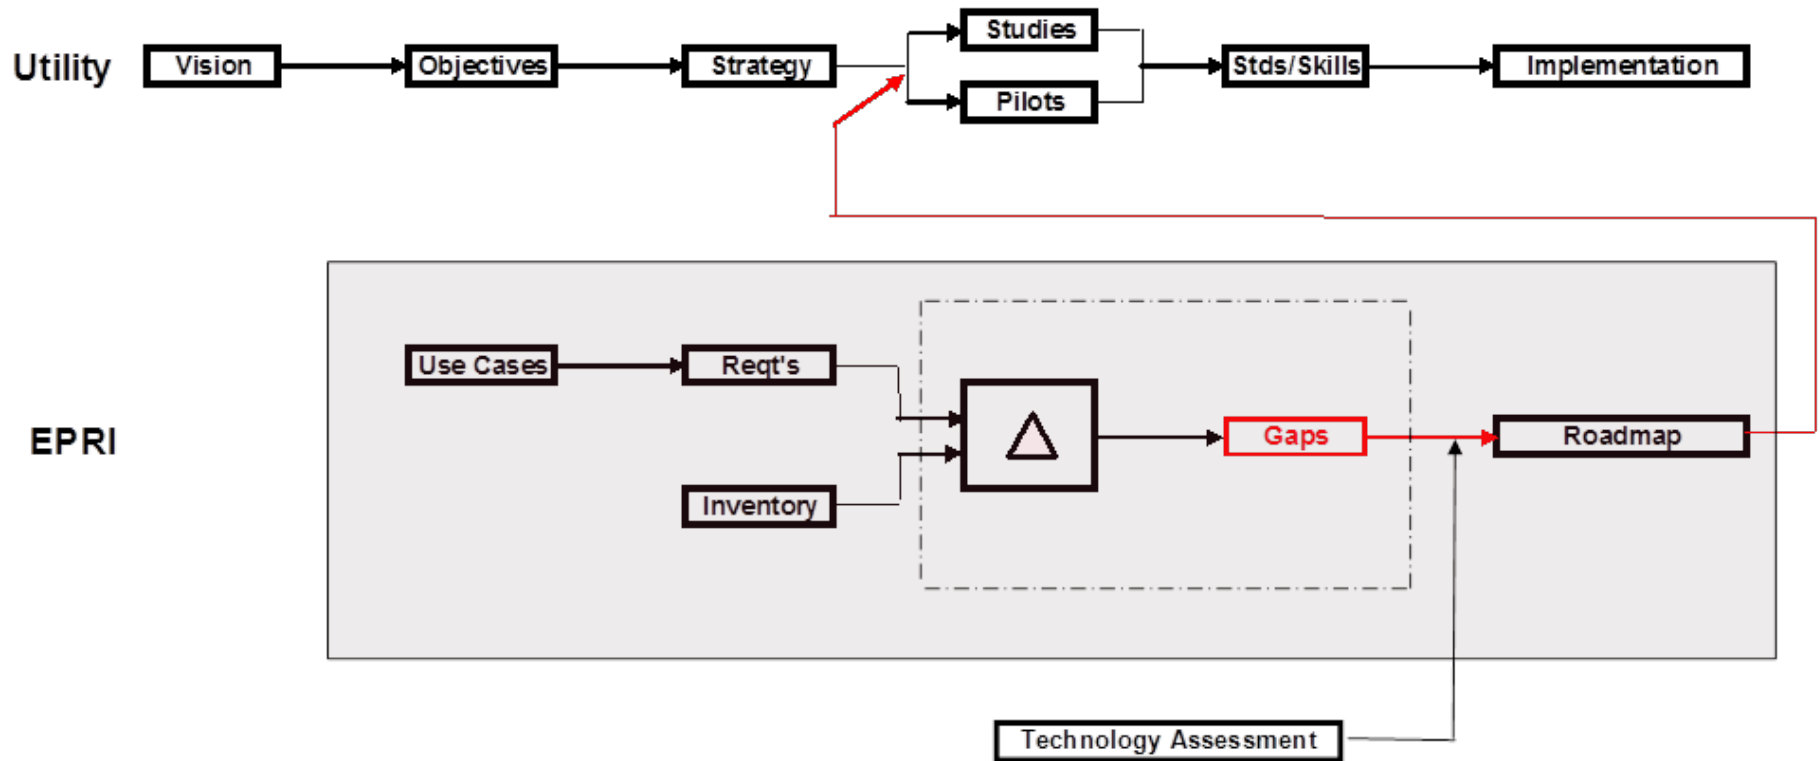 Utility
Vision
Objectives
Strategy
Studies
Pilots
Stds/Skills
Implementation
EPRI
Use Cases
Reqt's
Inventory
Gaps
Roadmap
Technology Assessment